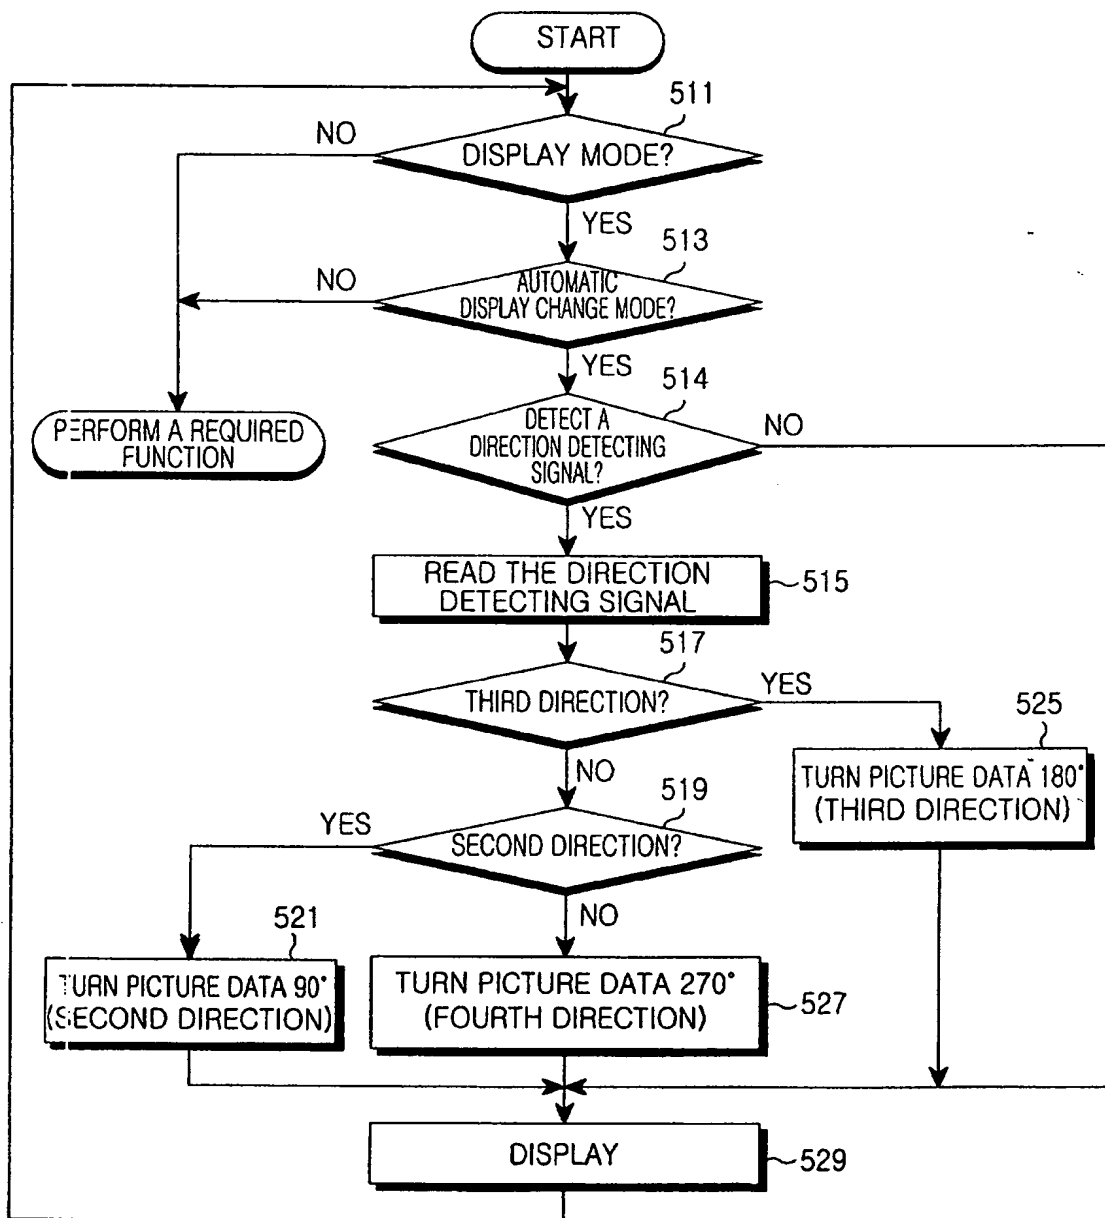 START
511
NO
DISPLAY MODE?
YES
513
NO
AUTOMATIC
DISPLAY CHANGE MODE?
YES
514
PERFORM A REQUIRED
FUNCTION
DETECT A
DIRECTION DETECTING
SIGNAL?
NO
YES
READ THE DIRECTION
DETECTING SIGNAL
515
517
THIRD DIRECTION?
YES
525
NO
TURN PICTURE DATA 180°
(THIRD DIRECTION)
519
YES
SECOND DIRECTION?
NO
521
TURN PICTURE DATA 90°
(SECOND DIRECTION)
TURN PICTURE DATA 270°
(FOURTH DIRECTION)
527
DISPLAY
529